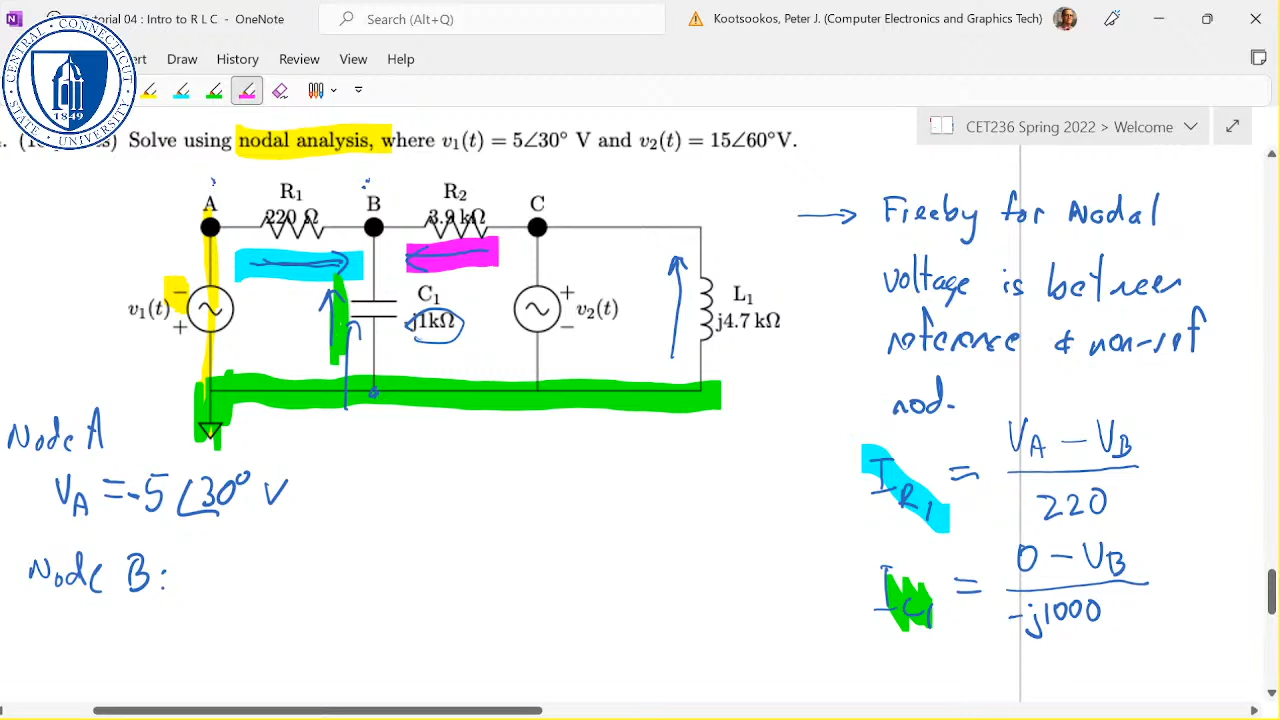 Tutorial 04 : Intro to R L C - OneNote
Search (Alt+Q)
Kootsookos, Peter J. (Computer Electronics and Graphics Tech)
CENTRAL CONNECTICUT STATE UNIVERSITY
1849
Draw History Review View Help
CET236 Spring 2022 > Welcome
Solve using nodal analysis, where v1(t) = 5∠30° V and v2(t) = 15∠60°V.
A
R1
220 Ω
B
R2
3.9 kΩ
C
−
v1(t)
+
C1
j1kΩ
+
v2(t)
−
L1
j4.7 kΩ
→ Freeby for Nodal
voltage is between
reference & non-ref
nod.
Node A
VA = -5∠30° V
Node B:
IR1 = VA − VB / 220
IC1 = 0 − VB / -j1000